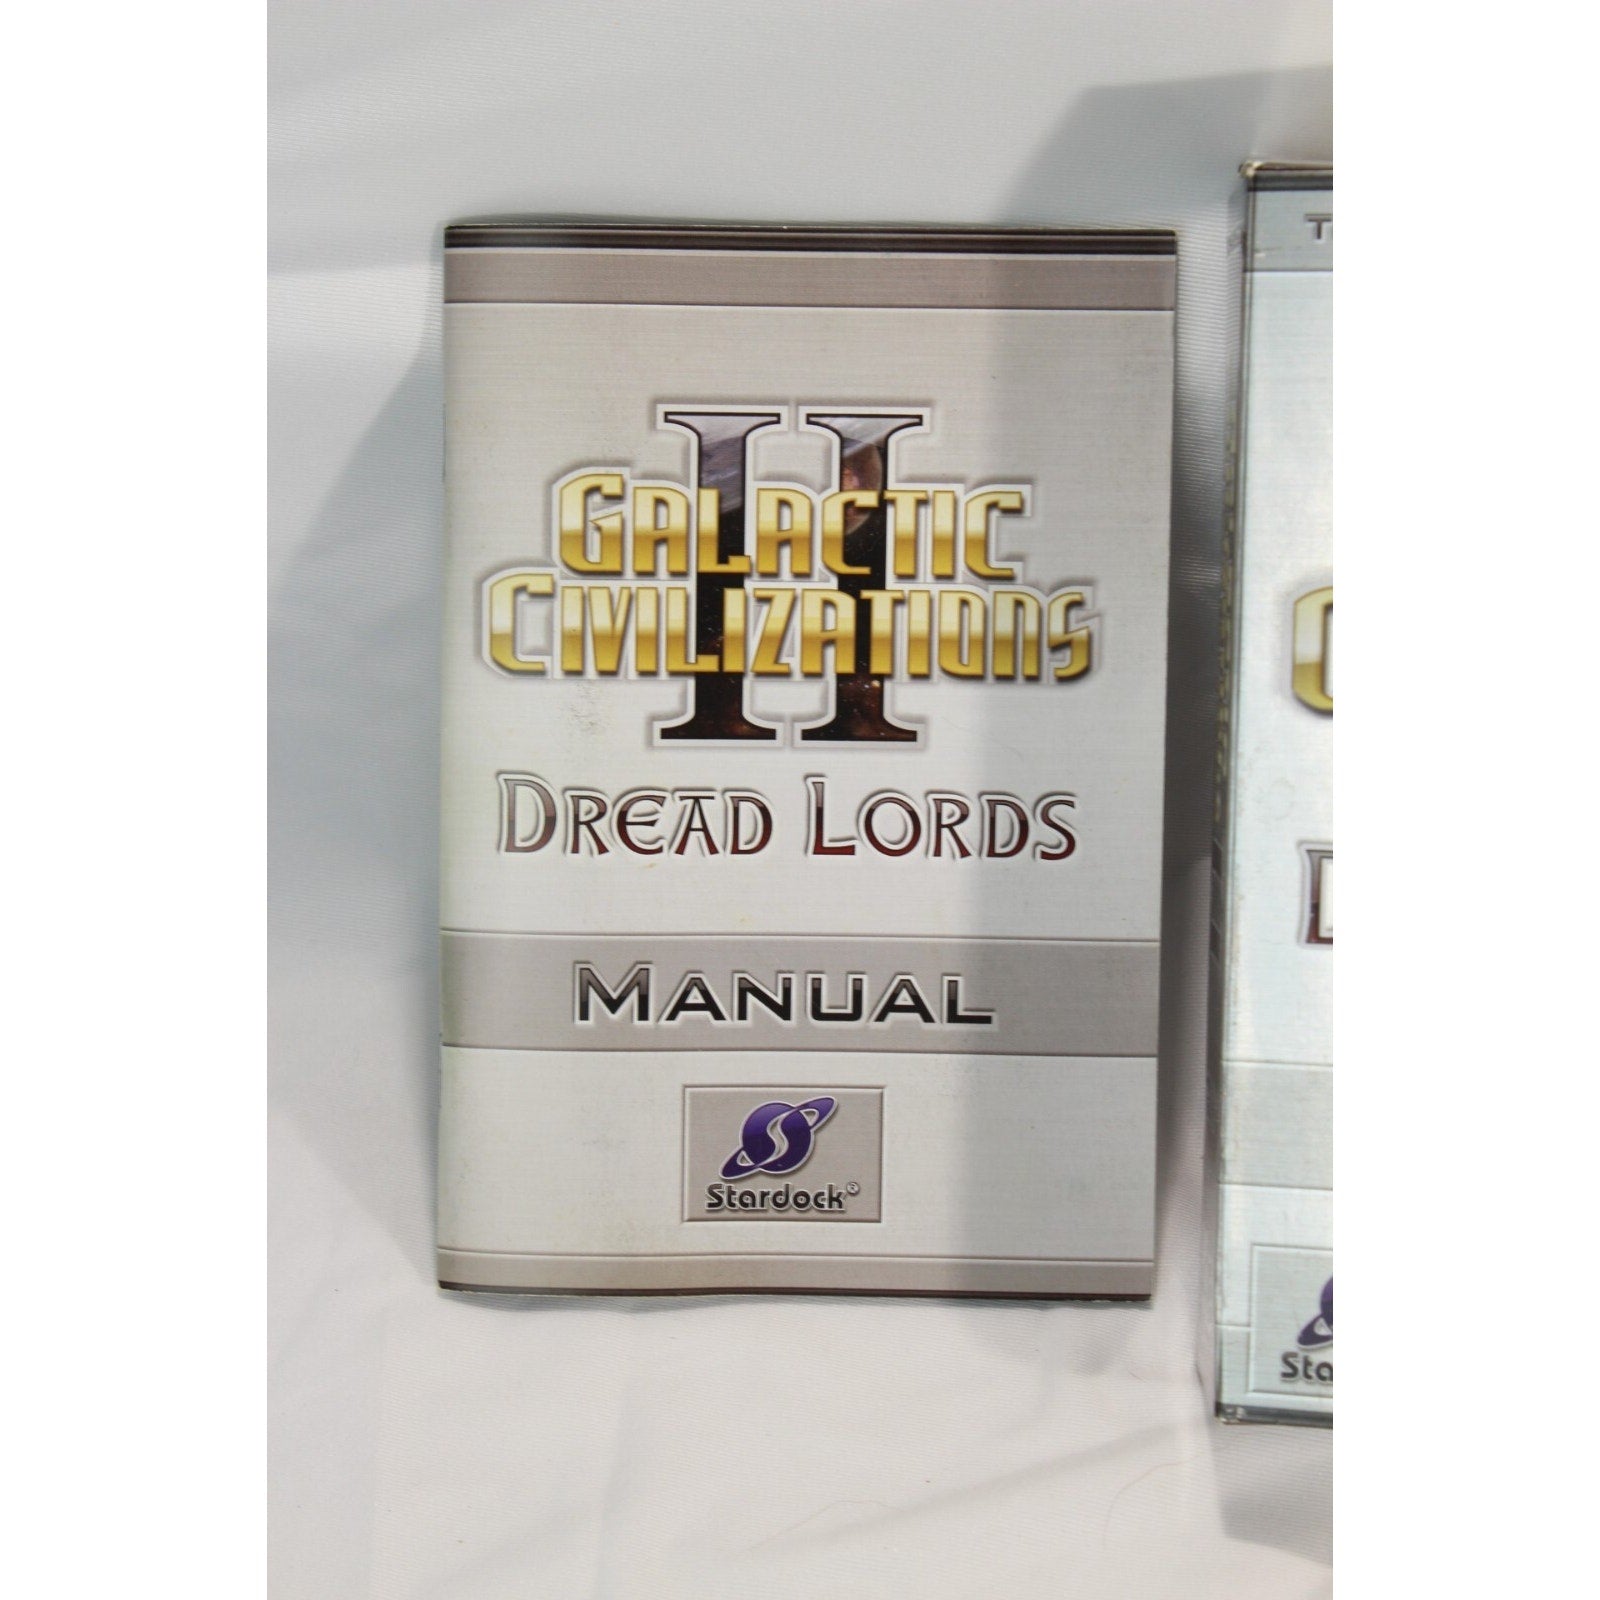 II
GALACTIC
CIVILIZATIONS
DREAD LORDS
MANUAL
Stardock®